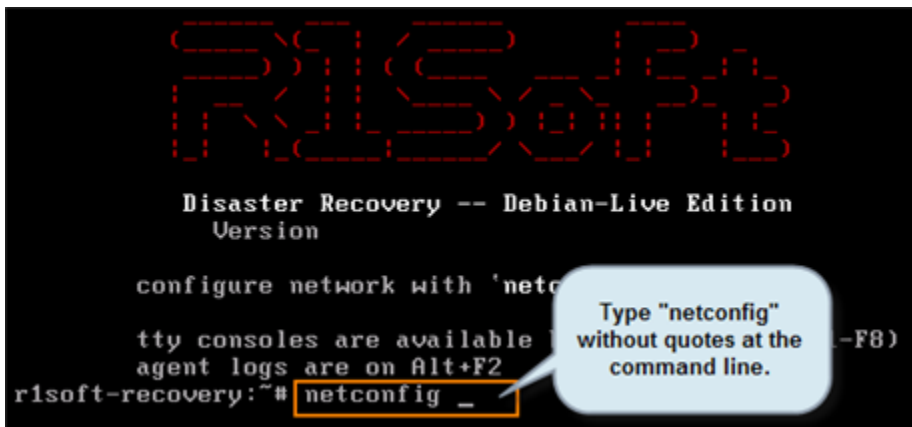 R1Soft
Disaster Recovery -- Debian-Live Edition
Version
configure network with 'netc
tty consoles are available
-F8)
agent logs are on Alt+F2
r1soft-recovery:~# netconfig _
Type "netconfig"
without quotes at the
command line.